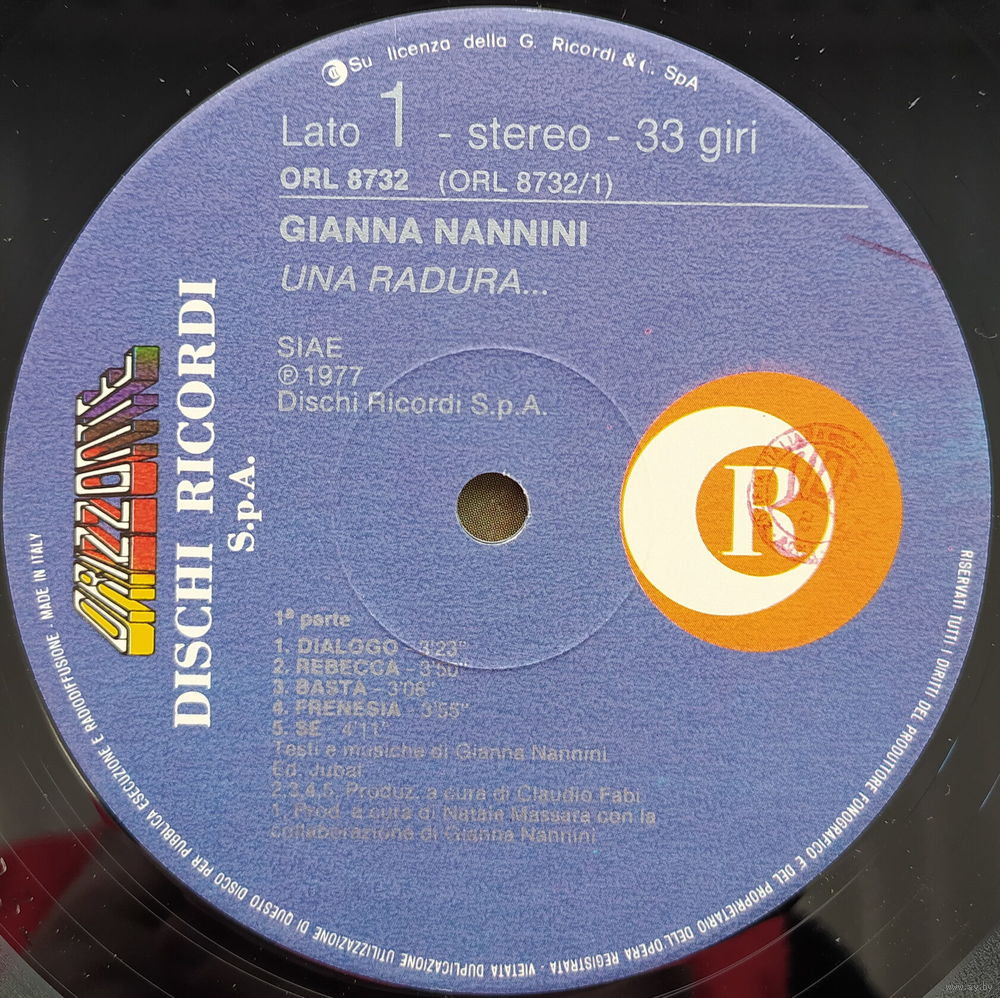 Su licenza della G. Ricordi & C. SpA
Lato 1 - stereo - 33 giri
ORL 8732 (ORL 8732/1)
GIANNA NANNINI
UNA RADURA...
SIAE
℗ 1977
Dischi Ricordi S.p.A.
ORIZZONTE
DISCHI RICORDI
S.p.A.
R
1ª parte
1. DIALOGO - 3'23"
2. REBECCA - 3'50"
3. BASTA - 3'06"
4. FRENESIA - 3'55"
5. SE - 4'11"
Testi e musiche di Gianna Nannini
Ed. Jubal
2,3,4,5, Produz. a cura di Claudio Fabi
1, Prod. a cura di Natale Massara con la
collaborazione di Gianna Nannini
RISERVATI TUTTI I DIRITTI DEL PRODUTTORE FONOGRAFICO E DEL PROPRIETARIO DELL'OPERA REGISTRATA - VIETATA DUPLICAZIONE UTILIZZAZIONE DI QUESTO DISCO PER PUBBLICA ESECUZIONE E RADIODIFFUSIONE - MADE IN ITALY